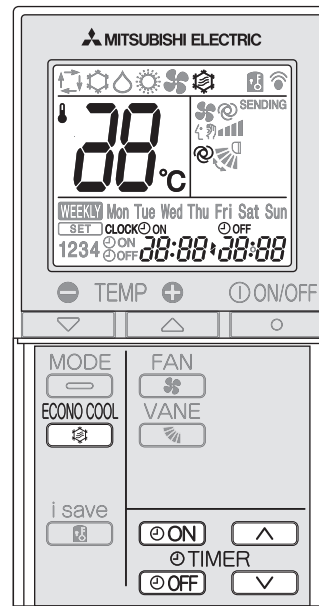 MITSUBISHI ELECTRIC
SENDING
88 °C
WEEKLY Mon Tue Wed Thu Fri Sat Sun
SET CLOCK ON OFF
1234 ON OFF 88:88 88:88
TEMP ON/OFF
MODE FAN
ECONO COOL VANE
i save
ON
TIMER
OFF